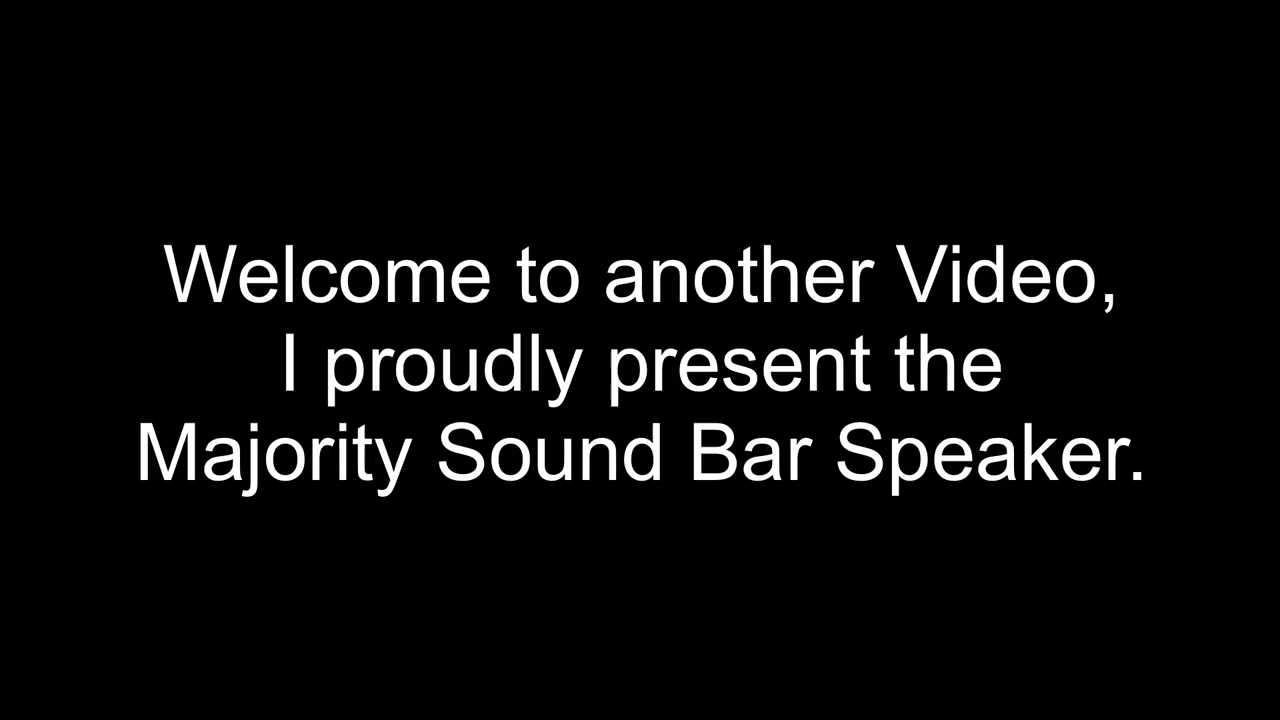 Welcome to another Video,
I proudly present the
Majority Sound Bar Speaker.